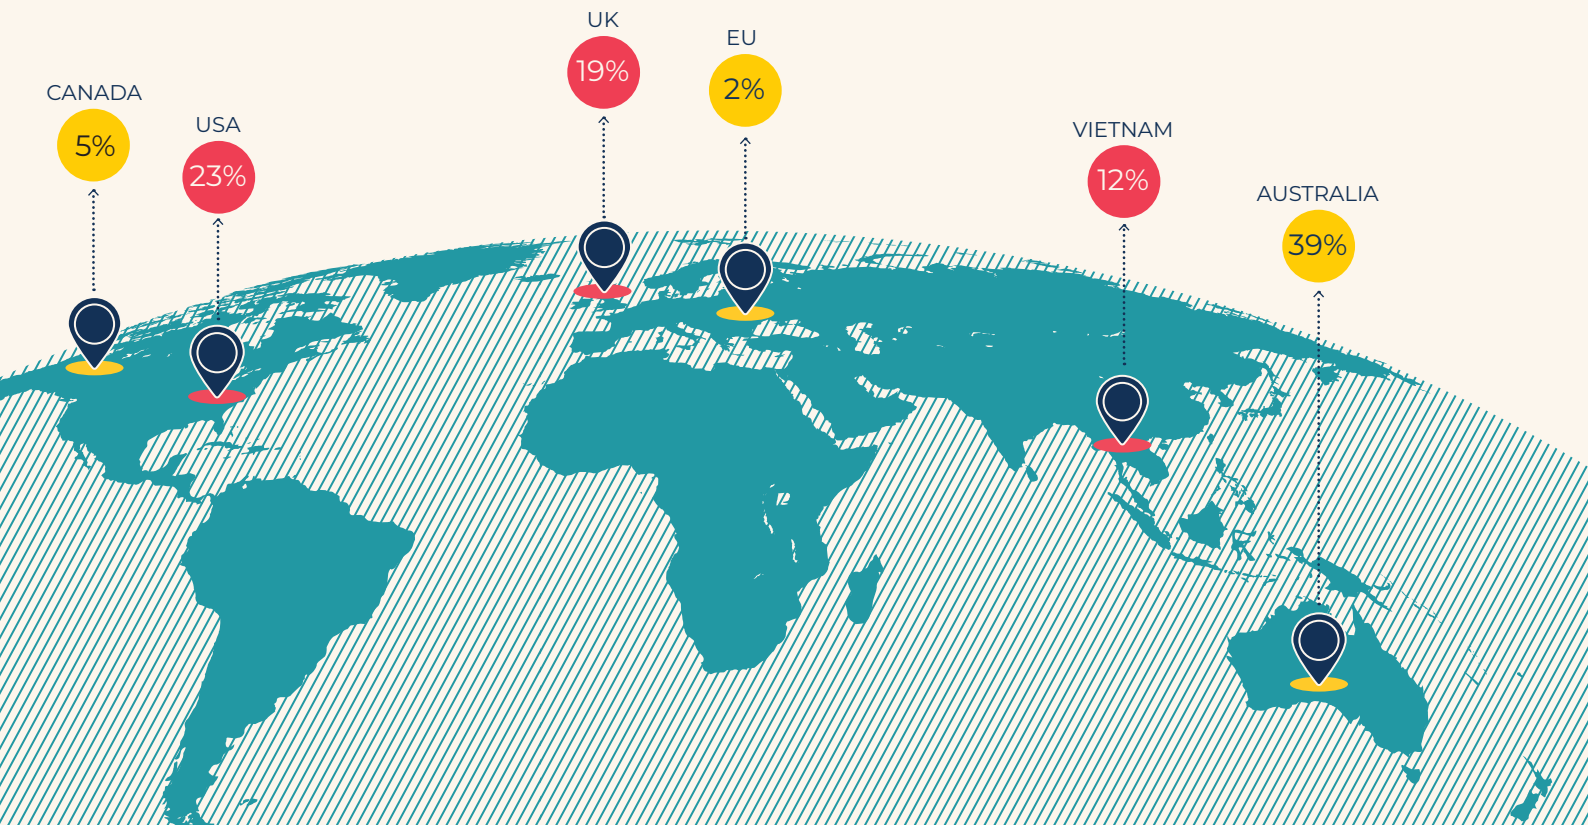 CANADA
5%
USA
23%
UK
19%
EU
2%
VIETNAM
12%
AUSTRALIA
39%